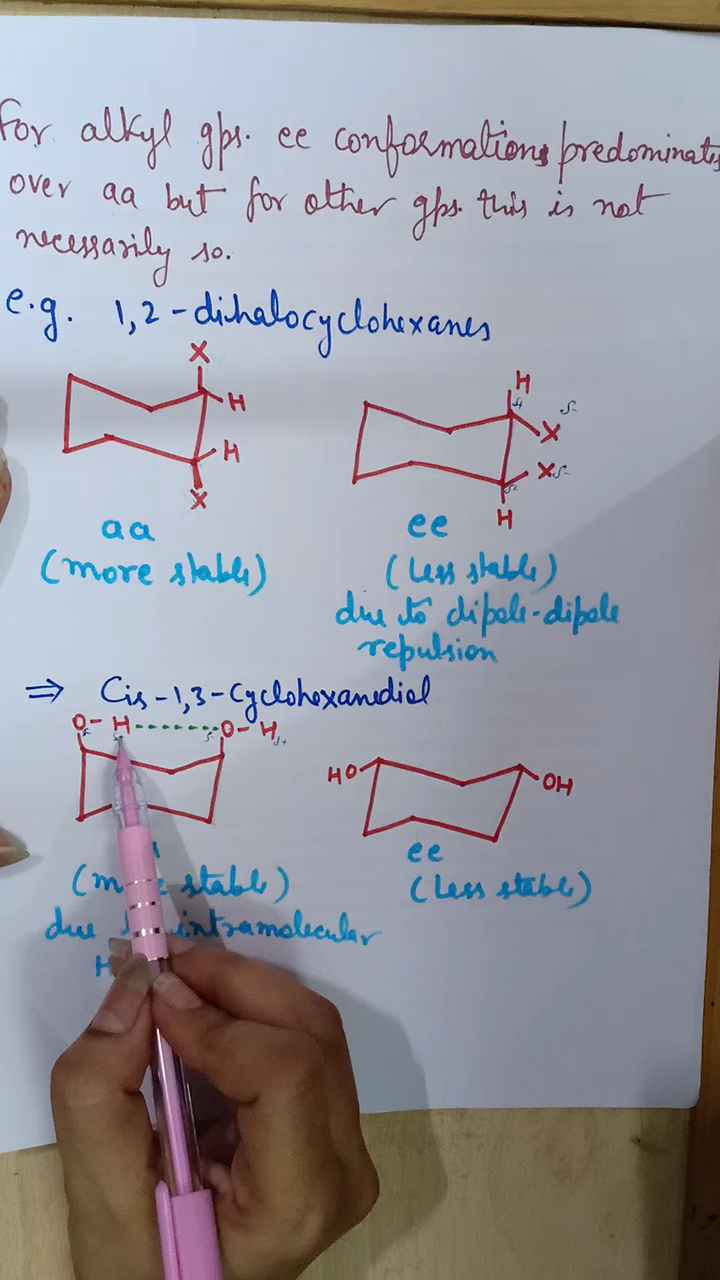 For alkyl gps. ee conformations predominates
over aa but for other gps. this is not
necessarily so.
e.g. 1,2-dihalocyclohexanes
X
H
H
X
H
X δ-
X δ-
H
aa
ee
(more stable)
(Less stable)
due to dipole-dipole
repulsion
⇒ Cis-1,3-Cyclohexanediol
O-H O-H
δ- δ+
HO OH
ee
stable)
(Less stable)
due intramolecular
H